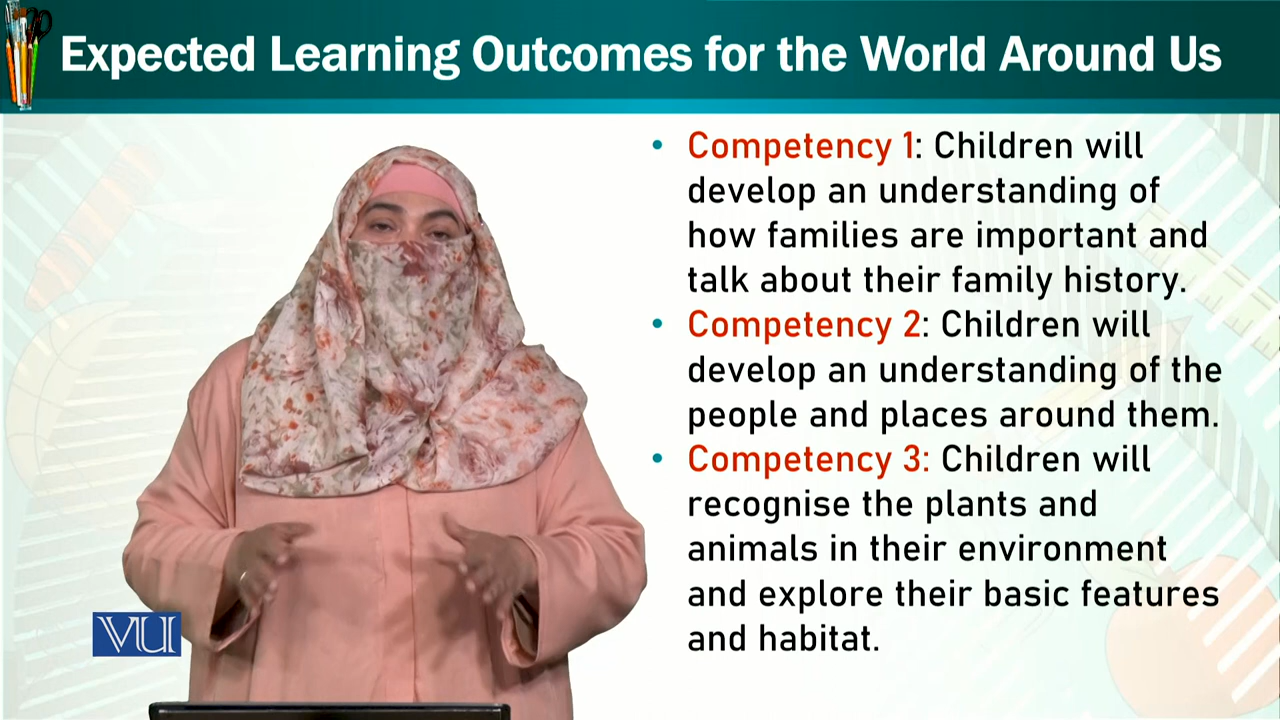 Expected Learning Outcomes for the World Around Us
• Competency 1: Children will
develop an understanding of
how families are important and
talk about their family history.
• Competency 2: Children will
develop an understanding of the
people and places around them.
• Competency 3: Children will
recognise the plants and
animals in their environment
and explore their basic features
and habitat.
VU